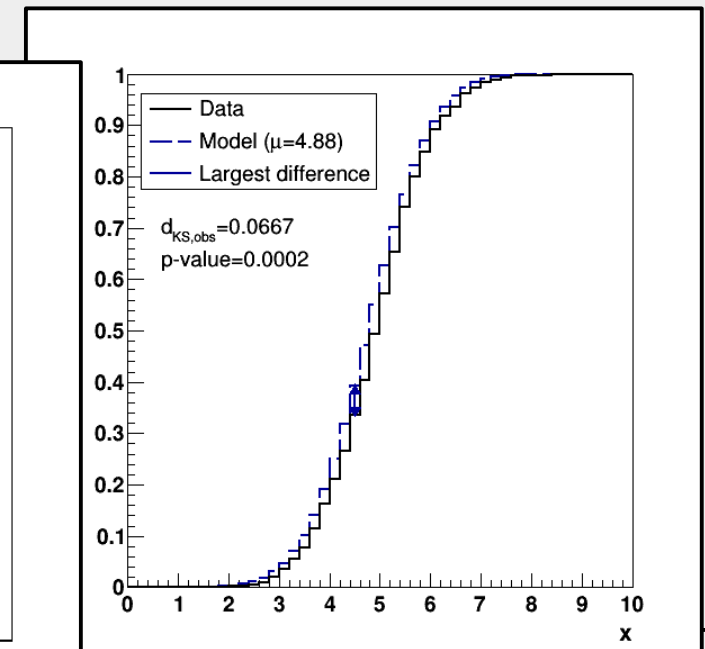 1
0.9
0.8
0.7
0.6
0.5
0.4
0.3
0.2
0.1
0
Data
Model (μ=4.88)
Largest difference
d_KS,obs=0.0667
p-value=0.0002
0 1 2 3 4 5 6 7 8 9 10
x